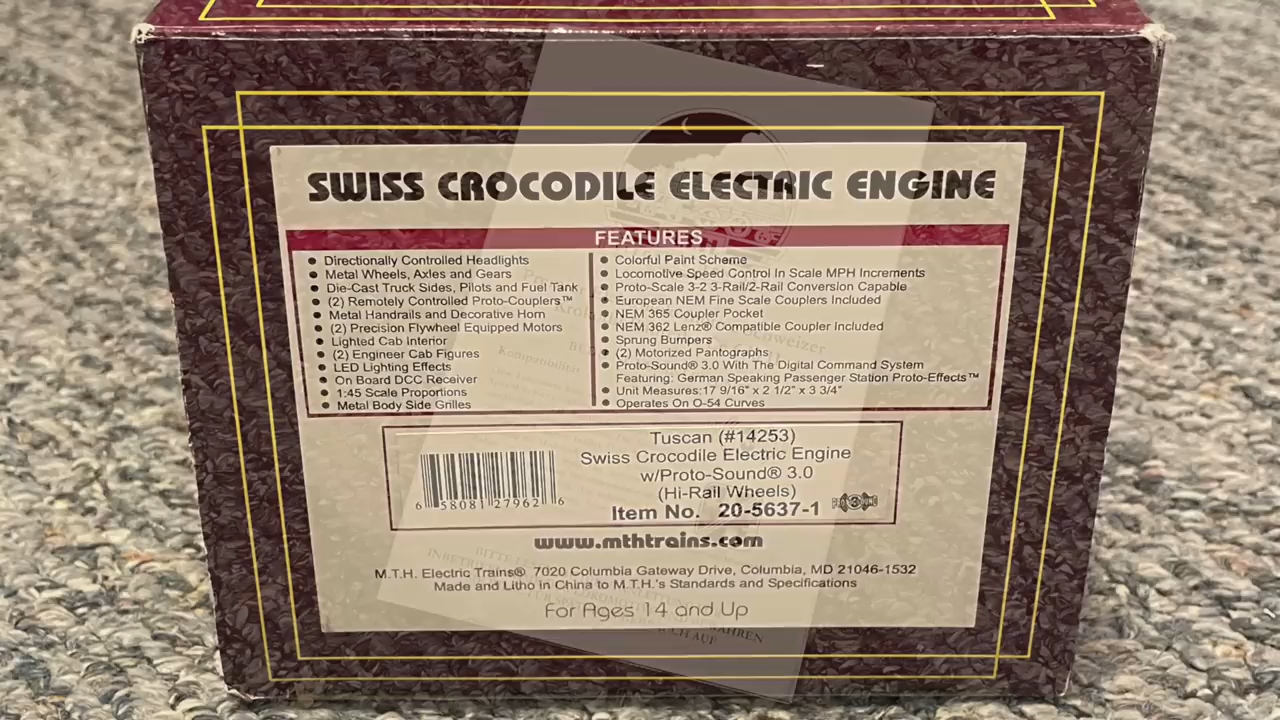 SWISS CROCODILE ELECTRIC ENGINE
FEATURES
• Directionally Controlled Headlights
• Metal Wheels, Axles and Gears
• Die-Cast Truck Sides, Pilots and Fuel Tank
• (2) Remotely Controlled Proto-Couplers™
• Metal Handrails and Decorative Horn
• (2) Precision Flywheel Equipped Motors
• Lighted Cab Interior
• (2) Engineer Cab Figures
• LED Lighting Effects
• On Board DCC Receiver
• 1:45 Scale Proportions
• Metal Body Side Grilles
• Colorful Paint Scheme
• Locomotive Speed Control In Scale MPH Increments
• Proto-Scale 3-2 3-Rail/2-Rail Conversion Capable
• European NEM Fine Scale Couplers Included
• NEM 365 Coupler Pocket
• NEM 362 Lenz® Compatible Coupler Included
• Sprung Bumpers
• (2) Motorized Pantographs
• Proto-Sound® 3.0 With The Digital Command System
Featuring: German Speaking Passenger Station Proto-Effects™
• Unit Measures:17 9/16" x 2 1/2" x 3 3/4"
• Operates On O-54 Curves
Tuscan (#14253)
Swiss Crocodile Electric Engine
w/Proto-Sound® 3.0
(Hi-Rail Wheels)
Item No. 20-5637-1
6 58081 27962 6
www.mthtrains.com
M.T.H. Electric Trains® 7020 Columbia Gateway Drive, Columbia, MD 21046-1532
Made and Litho in China to M.T.H.'s Standards and Specifications
For Ages 14 and Up